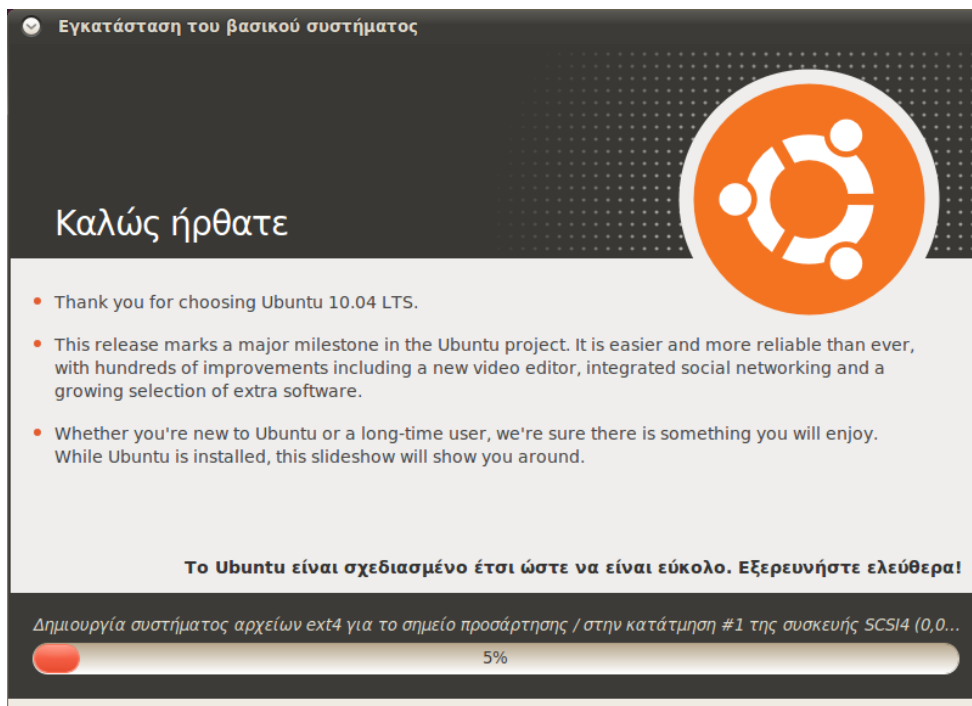 Εγκατάσταση του βασικού συστήματος
Καλώς ήρθατε
Thank you for choosing Ubuntu 10.04 LTS.
This release marks a major milestone in the Ubuntu project. It is easier and more reliable than ever,
with hundreds of improvements including a new video editor, integrated social networking and a
growing selection of extra software.
Whether you're new to Ubuntu or a long-time user, we're sure there is something you will enjoy.
While Ubuntu is installed, this slideshow will show you around.
Το Ubuntu είναι σχεδιασμένο έτσι ώστε να είναι εύκολο. Εξερευνήστε ελεύθερα!
Δημιουργία συστήματος αρχείων ext4 για το σημείο προσάρτησης / στην κατάτμηση #1 της συσκευής SCSI4 (0,0...
5%